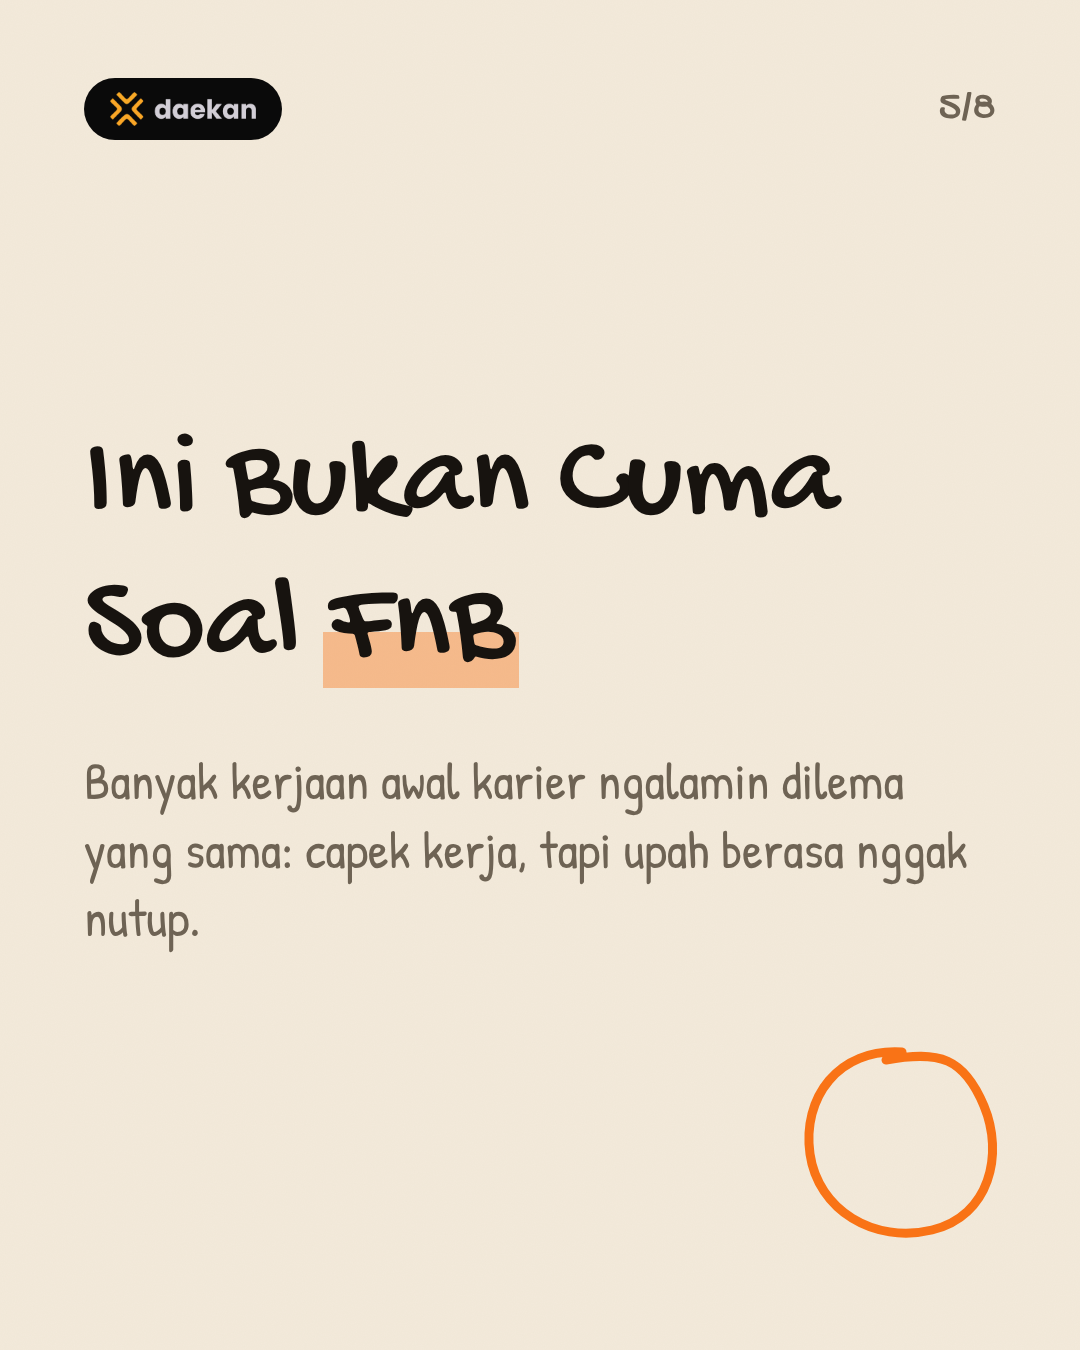 daekan
5/8
Ini Bukan Cuma
Soal FnB
Banyak kerjaan awal karier ngalamin dilema
yang sama: capek kerja, tapi upah berasa nggak
nutup.